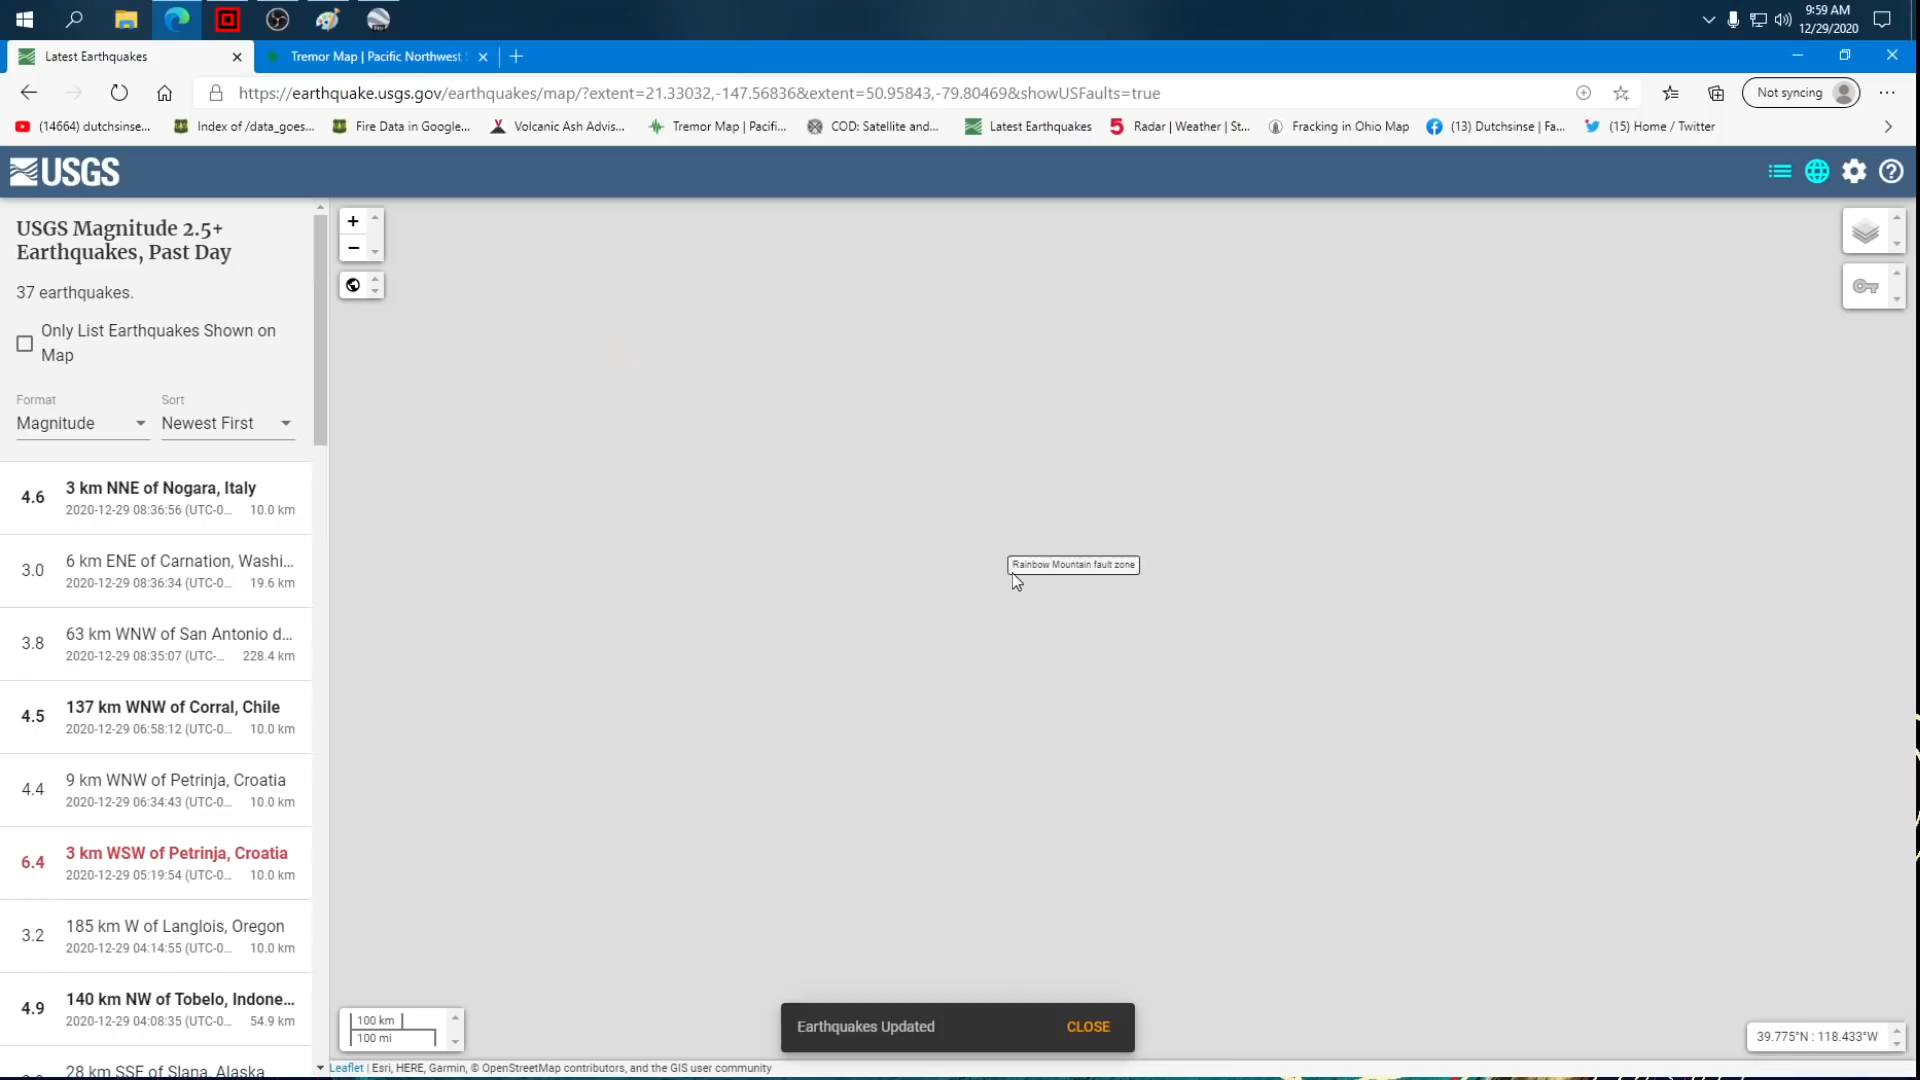 9:59 AM
12/29/2020
Latest Earthquakes
Tremor Map | Pacific Northwest
https://earthquake.usgs.gov/earthquakes/map/?extent=21.33032,-147.56836&extent=50.95843,-79.80469&showUSFaults=true
Not syncing
(14664) dutchsinse...
Index of /data_goes...
Fire Data in Google...
Volcanic Ash Advis...
Tremor Map | Pacifi...
COD: Satellite and...
Latest Earthquakes
5 Radar | Weather | St...
Fracking in Ohio Map
(13) Dutchsinse | Fa...
(15) Home / Twitter
USGS
USGS Magnitude 2.5+
Earthquakes, Past Day
37 earthquakes.
Only List Earthquakes Shown on
Map
Format
Sort
Magnitude
Newest First
4.6 3 km NNE of Nogara, Italy
2020-12-29 08:36:56 (UTC-0... 10.0 km
3.0 6 km ENE of Carnation, Washi...
2020-12-29 08:36:34 (UTC-0... 19.6 km
3.8 63 km WNW of San Antonio d...
2020-12-29 08:35:07 (UTC-... 228.4 km
4.5 137 km WNW of Corral, Chile
2020-12-29 06:58:12 (UTC-0... 10.0 km
4.4 9 km WNW of Petrinja, Croatia
2020-12-29 06:34:43 (UTC-0... 10.0 km
6.4 3 km WSW of Petrinja, Croatia
2020-12-29 05:19:54 (UTC-0... 10.0 km
3.2 185 km W of Langlois, Oregon
2020-12-29 04:14:55 (UTC-0... 10.0 km
4.9 140 km NW of Tobelo, Indone...
2020-12-29 04:08:35 (UTC-0... 54.9 km
28 km SSE of Slana, Alaska
Rainbow Mountain fault zone
100 km
100 mi
Earthquakes Updated
CLOSE
39.775°N : 118.433°W
Leaflet | Esri, HERE, Garmin, © OpenStreetMap contributors, and the GIS user community